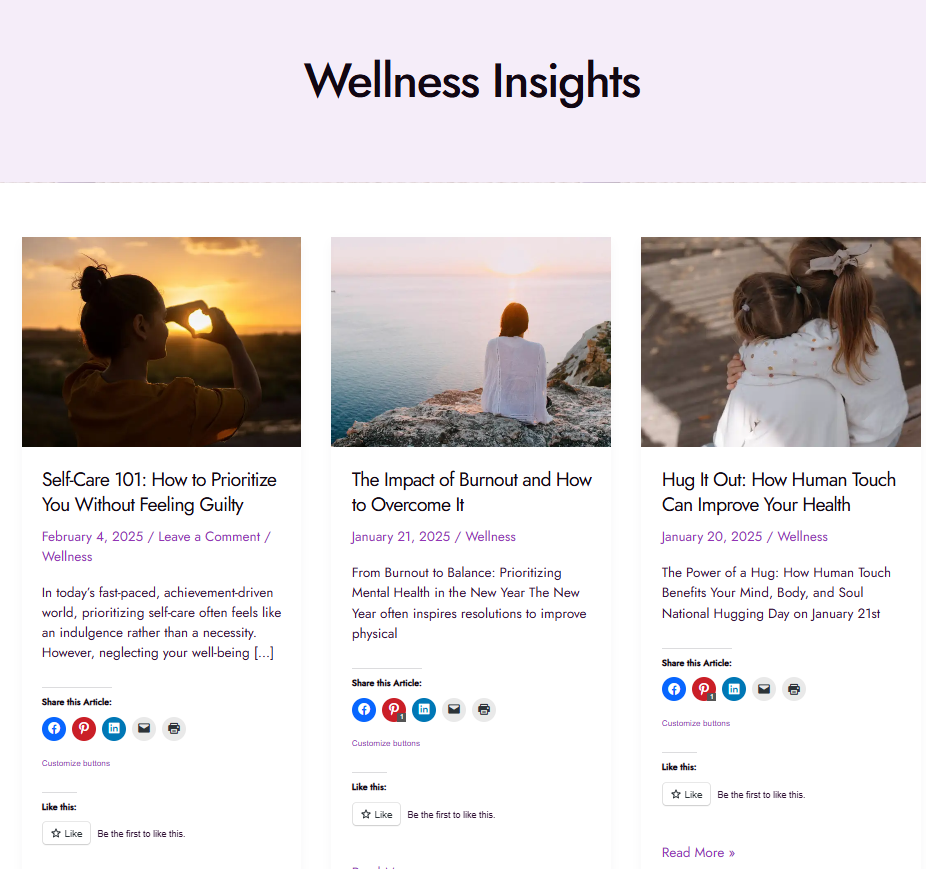 Wellness Insights
Self-Care 101: How to Prioritize
You Without Feeling Guilty
February 4, 2025 / Leave a Comment /
Wellness
In today’s fast-paced, achievement-driven
world, prioritizing self-care often feels like
an indulgence rather than a necessity.
However, neglecting your well-being […]
Share this Article:
Customize buttons
Like this:
Like
Be the first to like this.
The Impact of Burnout and How
to Overcome It
January 21, 2025 / Wellness
From Burnout to Balance: Prioritizing
Mental Health in the New Year The New
Year often inspires resolutions to improve
physical
Share this Article:
1
Customize buttons
Like this:
Like
Be the first to like this.
Hug It Out: How Human Touch
Can Improve Your Health
January 20, 2025 / Wellness
The Power of a Hug: How Human Touch
Benefits Your Mind, Body, and Soul
National Hugging Day on January 21st
Share this Article:
1
Customize buttons
Like this:
Like
Be the first to like this.
Read More »